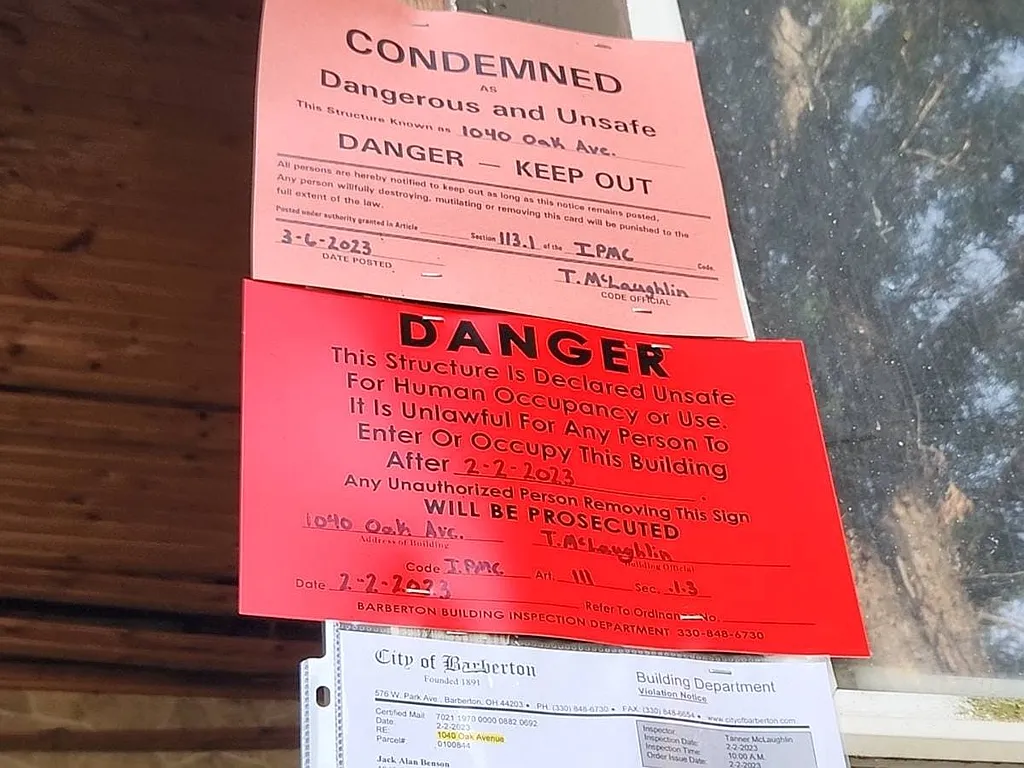 CONDEMNED
AS
Dangerous and Unsafe
This Structure Known as 1040 Oak Ave.
DANGER — KEEP OUT
All persons are hereby notified to keep out as long as this notice remains posted.
Any person willfully destroying, mutilating or removing this card will be punished to the
full extent of the law.
Posted under authority granted in Article Section 113.1 of the IPMC Code.
3-6-2023
DATE POSTED
T. McLaughlin
CODE OFFICIAL
DANGER
This Structure Is Declared Unsafe
For Human Occupancy or Use.
It Is Unlawful For Any Person To
Enter Or Occupy This Building
After 2-2-2023.
Any Unauthorized Person Removing This Sign
WILL BE PROSECUTED
1040 Oak Ave. T. McLaughlin
Address of Building Building Official
Code IPMC Art. 111 Sec. .1.3
Date 2-2-2023 Refer To Ordinance No.
BARBERTON BUILDING INSPECTION DEPARTMENT 330-848-6730
City of Barberton
Founded 1891
Building Department
Violation Notice
576 W. Park Ave., Barberton, OH 44203 • PH. (330) 848-6730 • FAX. (330) 848-6654 • www.cityofbarberton.com
Certified Mail 7021 1970 0000 0882 0692
Date: 2-2-2023
RE: 1040 Oak Avenue
Parcel#: 0100844
Inspector: Tanner McLaughlin
Inspection Date: 2-2-2023
Inspection Time: 10:00 A.M.
Order Issue Date: 2-2-2023
Jack Alan Benson